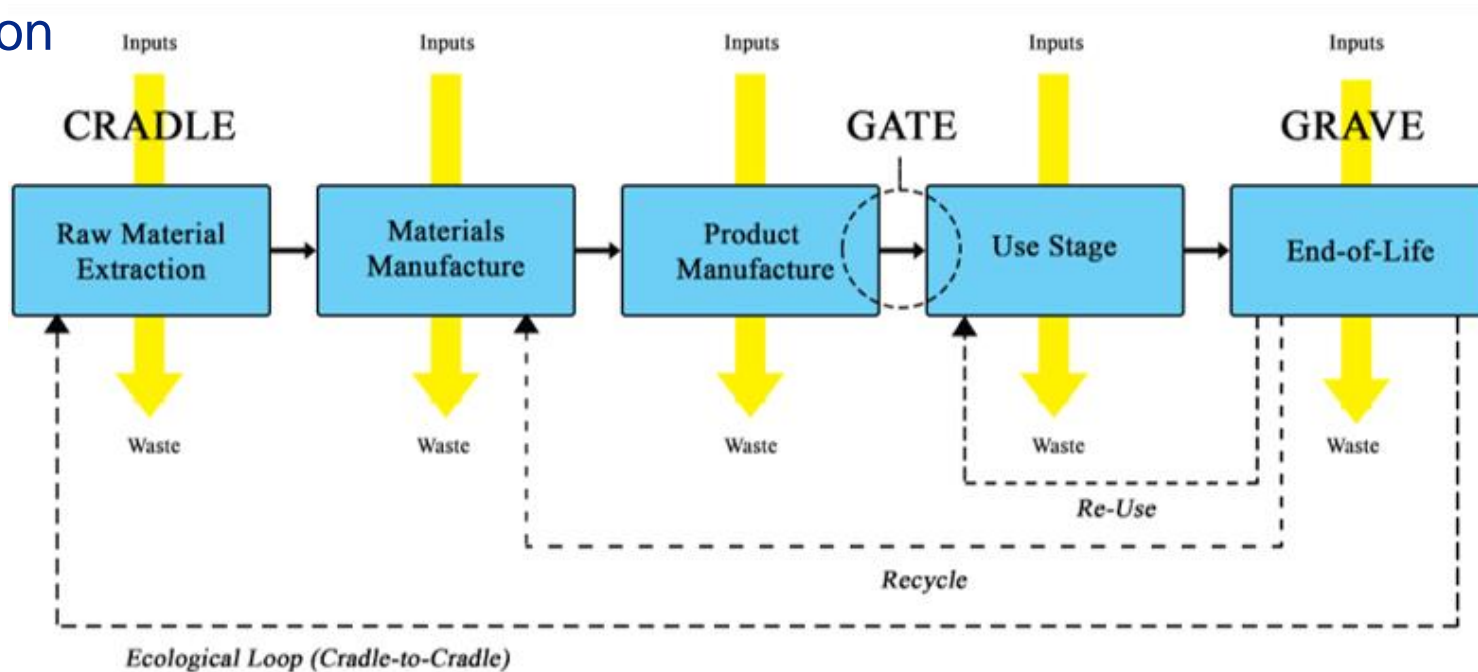 on
Inputs
Inputs
Inputs
Inputs
Inputs
CRADLE
GATE
GRAVE
Raw Material
Extraction
Materials
Manufacture
Product
Manufacture
Use Stage
End-of-Life
Waste
Waste
Waste
Waste
Waste
Re-Use
Recycle
Ecological Loop (Cradle-to-Cradle)